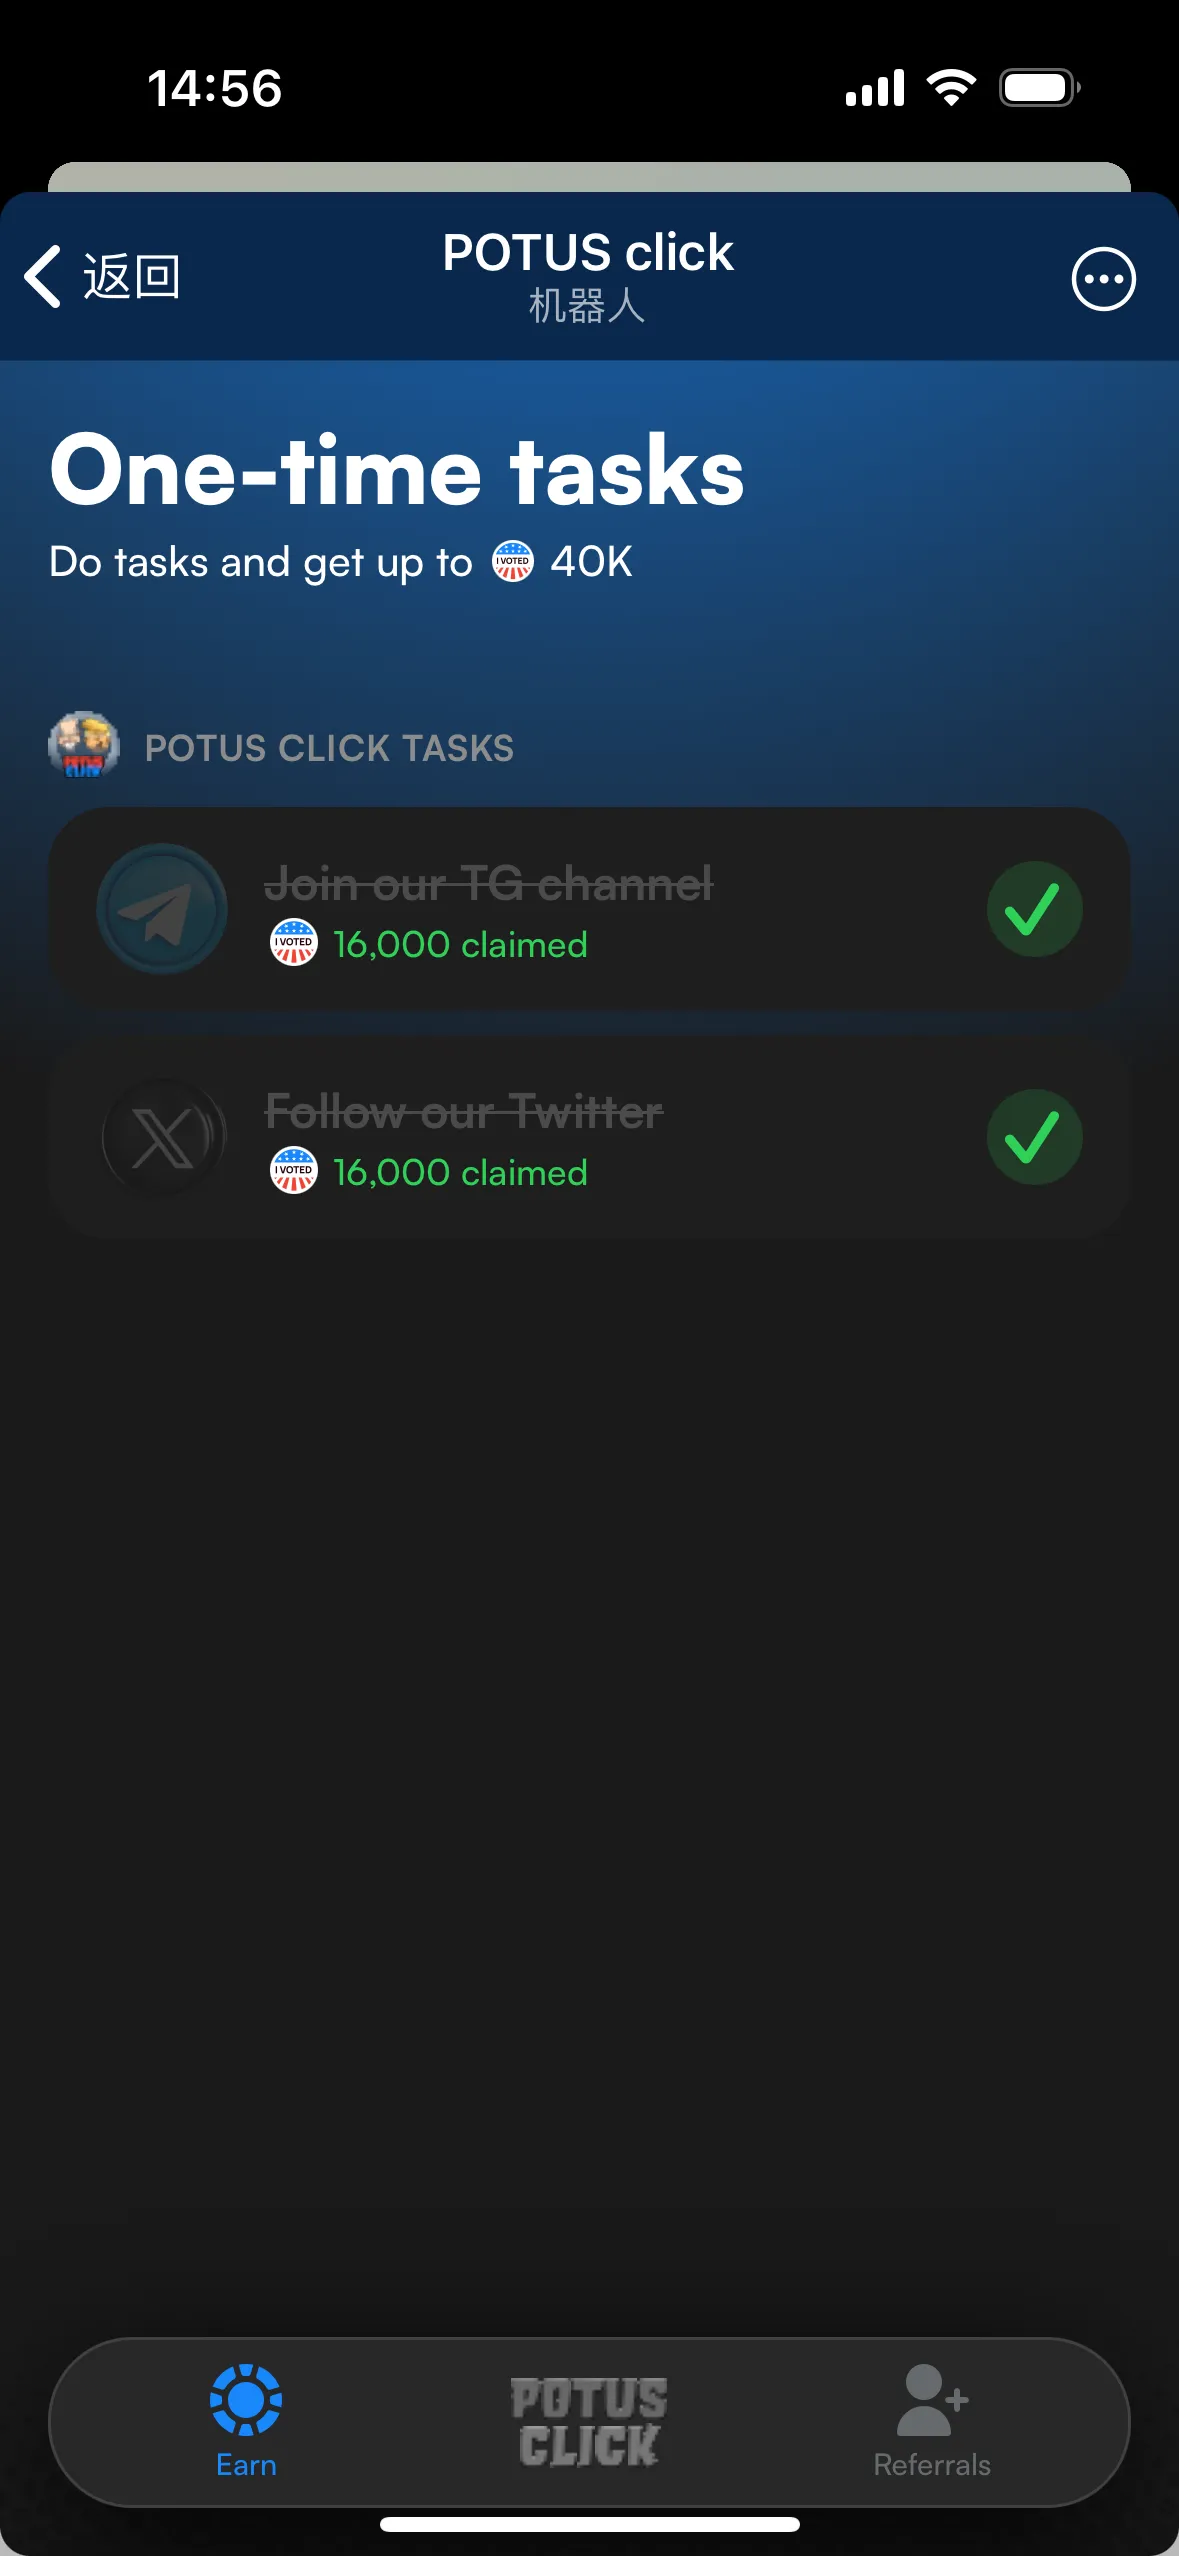 14:56
返回
POTUS click
机器人
One-time tasks
Do tasks and get up to I VOTED 40K
POTUS CLICK TASKS
Join our TG channel
I VOTED 16,000 claimed
Follow our Twitter
I VOTED 16,000 claimed
POTUS
CLICK
Earn
Referrals